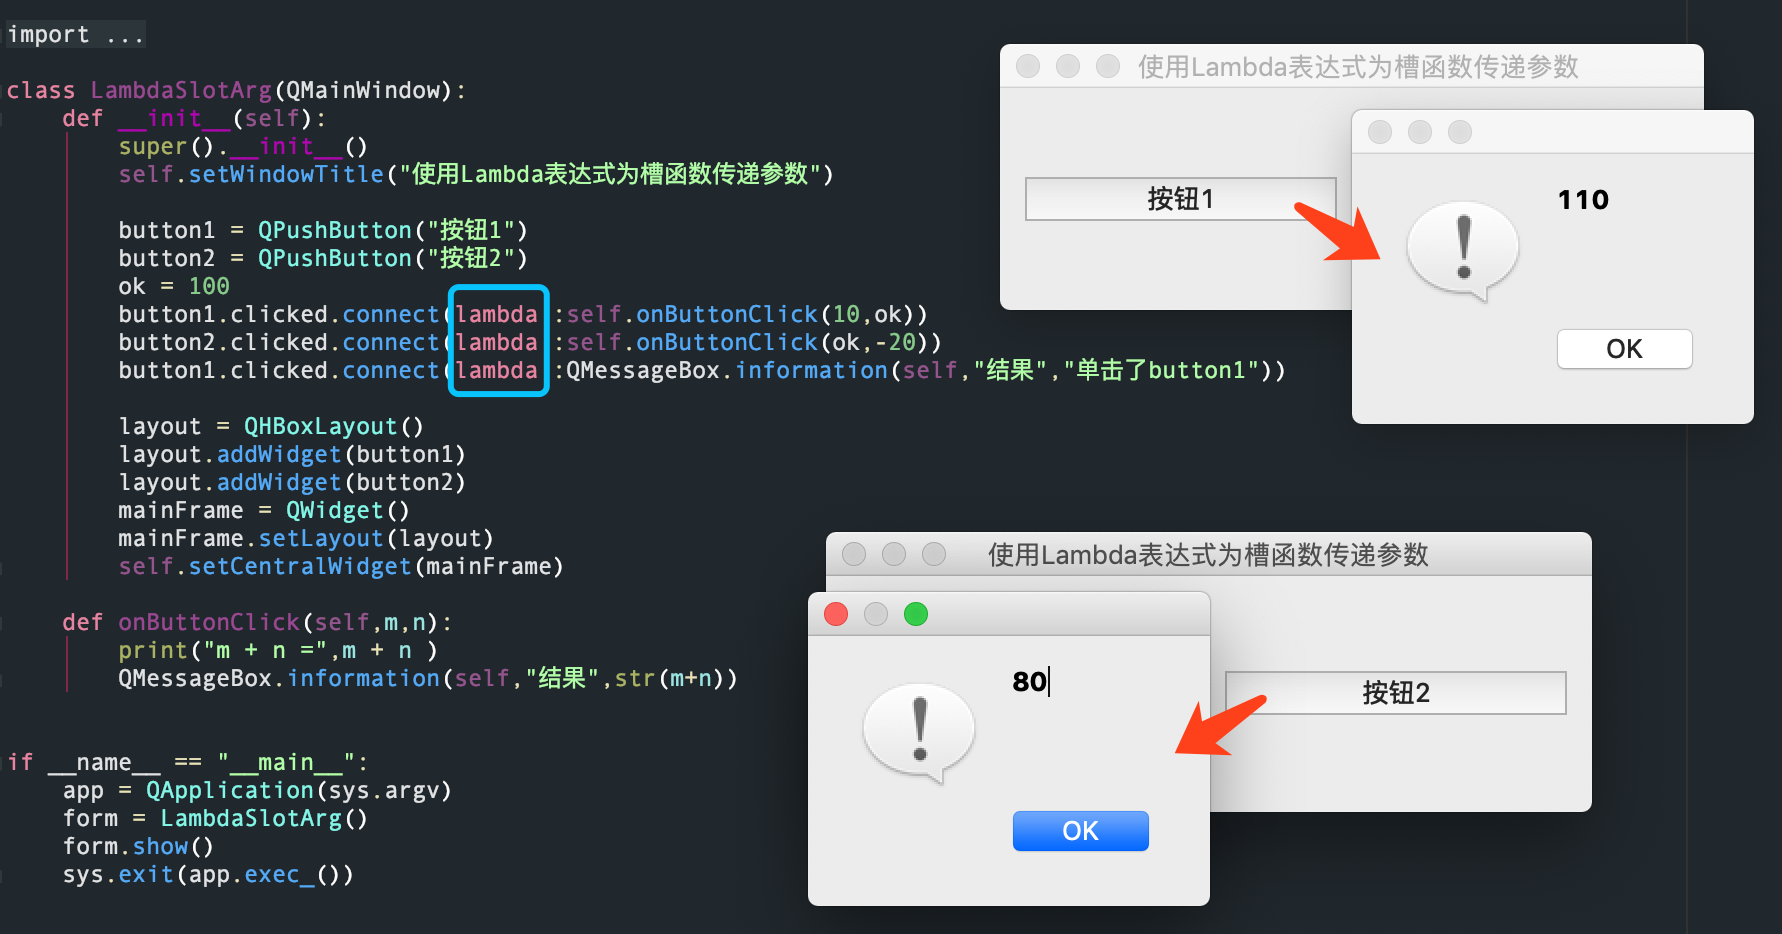 import ...
class LambdaSlotArg(QMainWindow):
def __init__(self):
super().__init__()
self.setWindowTitle("使用Lambda表达式为槽函数传递参数")
button1 = QPushButton("按钮1")
button2 = QPushButton("按钮2")
ok = 100
button1.clicked.connect(lambda :self.onButtonClick(10,ok))
button2.clicked.connect(lambda :self.onButtonClick(ok,-20))
button1.clicked.connect(lambda :QMessageBox.information(self,"结果","单击了button1"))
layout = QHBoxLayout()
layout.addWidget(button1)
layout.addWidget(button2)
mainFrame = QWidget()
mainFrame.setLayout(layout)
self.setCentralWidget(mainFrame)
def onButtonClick(self,m,n):
print("m + n =",m + n )
QMessageBox.information(self,"结果",str(m+n))
if __name__ == "__main__":
app = QApplication(sys.argv)
form = LambdaSlotArg()
form.show()
sys.exit(app.exec_())
使用Lambda表达式为槽函数传递参数
按钮1
110
OK
使用Lambda表达式为槽函数传递参数
80
按钮2
OK